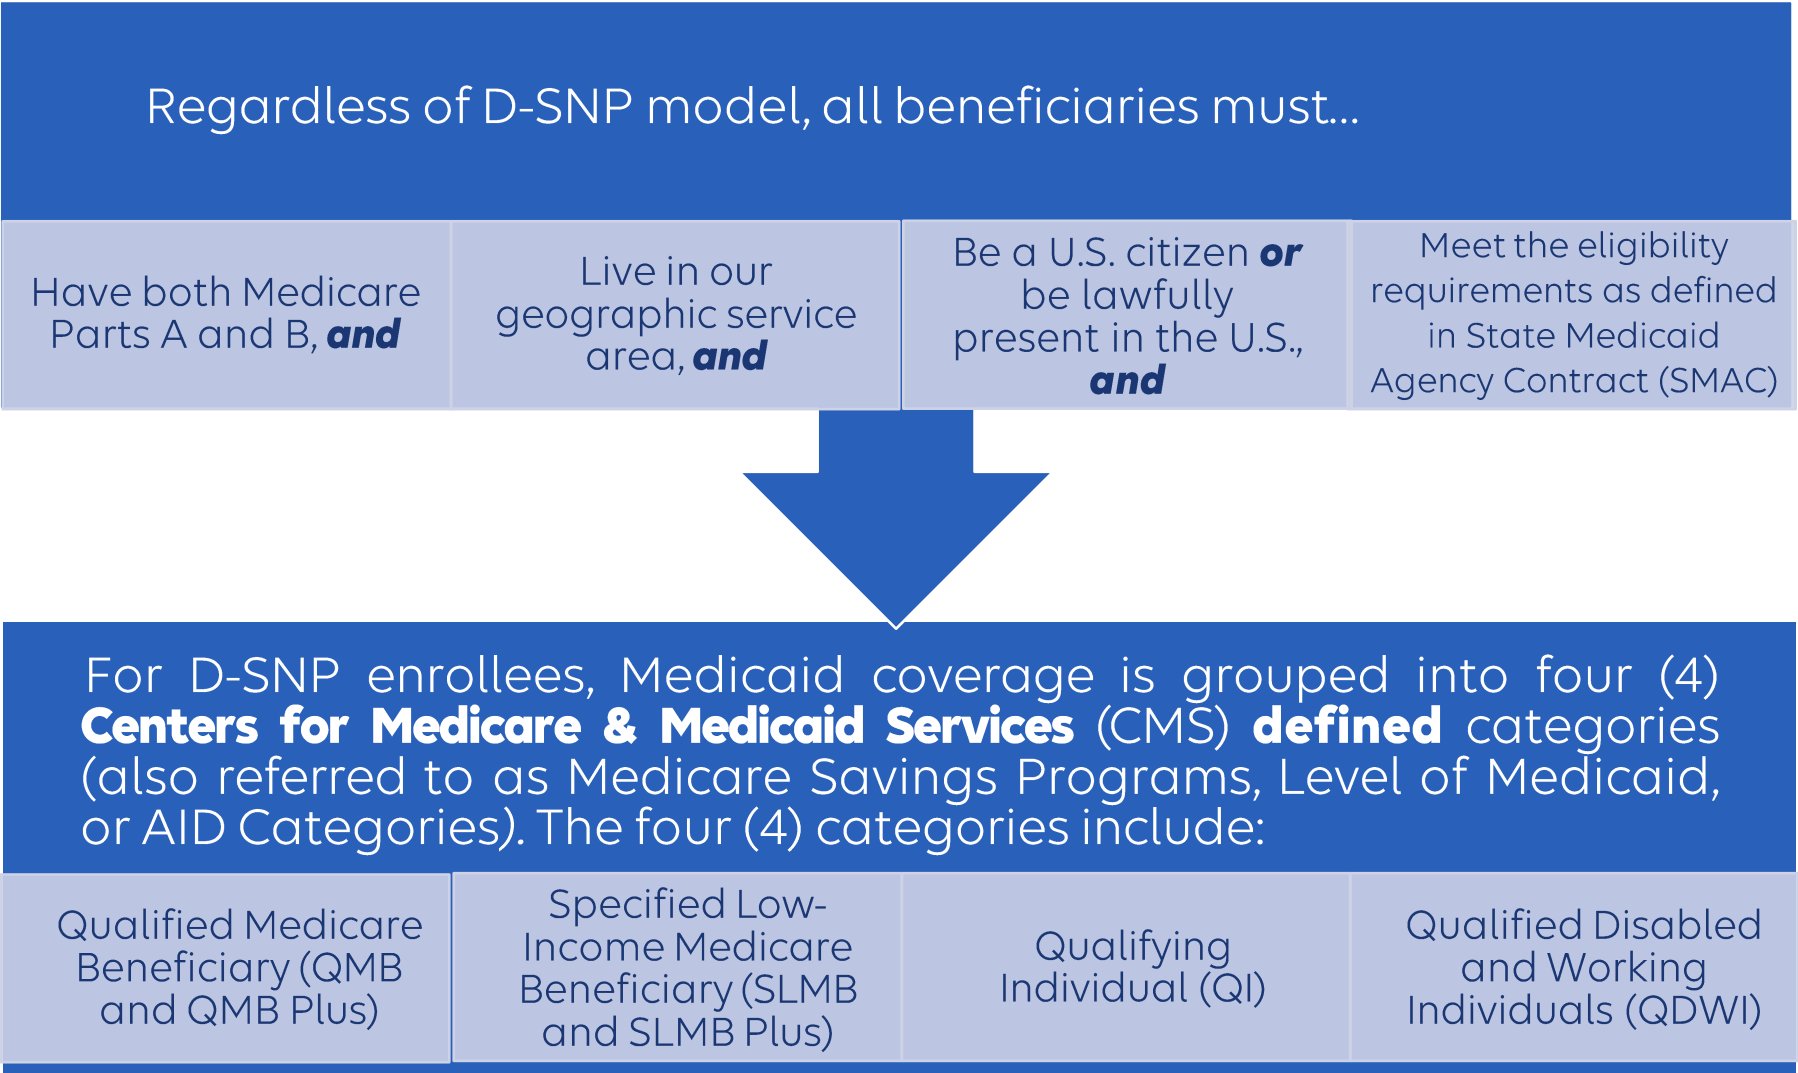 Regardless of D-SNP model, all beneficiaries must...
Have both Medicare
Parts A and B, and
Live in our
geographic service
area, and
Be a U.S. citizen or
be lawfully
present in the U.S.,
and
Meet the eligibility
requirements as defined
in State Medicaid
Agency Contract (SMAC)
For D-SNP enrollees, Medicaid coverage is grouped into four (4)
Centers for Medicare & Medicaid Services (CMS) defined categories
(also referred to as Medicare Savings Programs, Level of Medicaid,
or AID Categories). The four (4) categories include:
Qualified Medicare
Beneficiary (QMB
and QMB Plus)
Specified Low-
Income Medicare
Beneficiary (SLMB
and SLMB Plus)
Qualifying
Individual (QI)
Qualified Disabled
and Working
Individuals (QDWI)